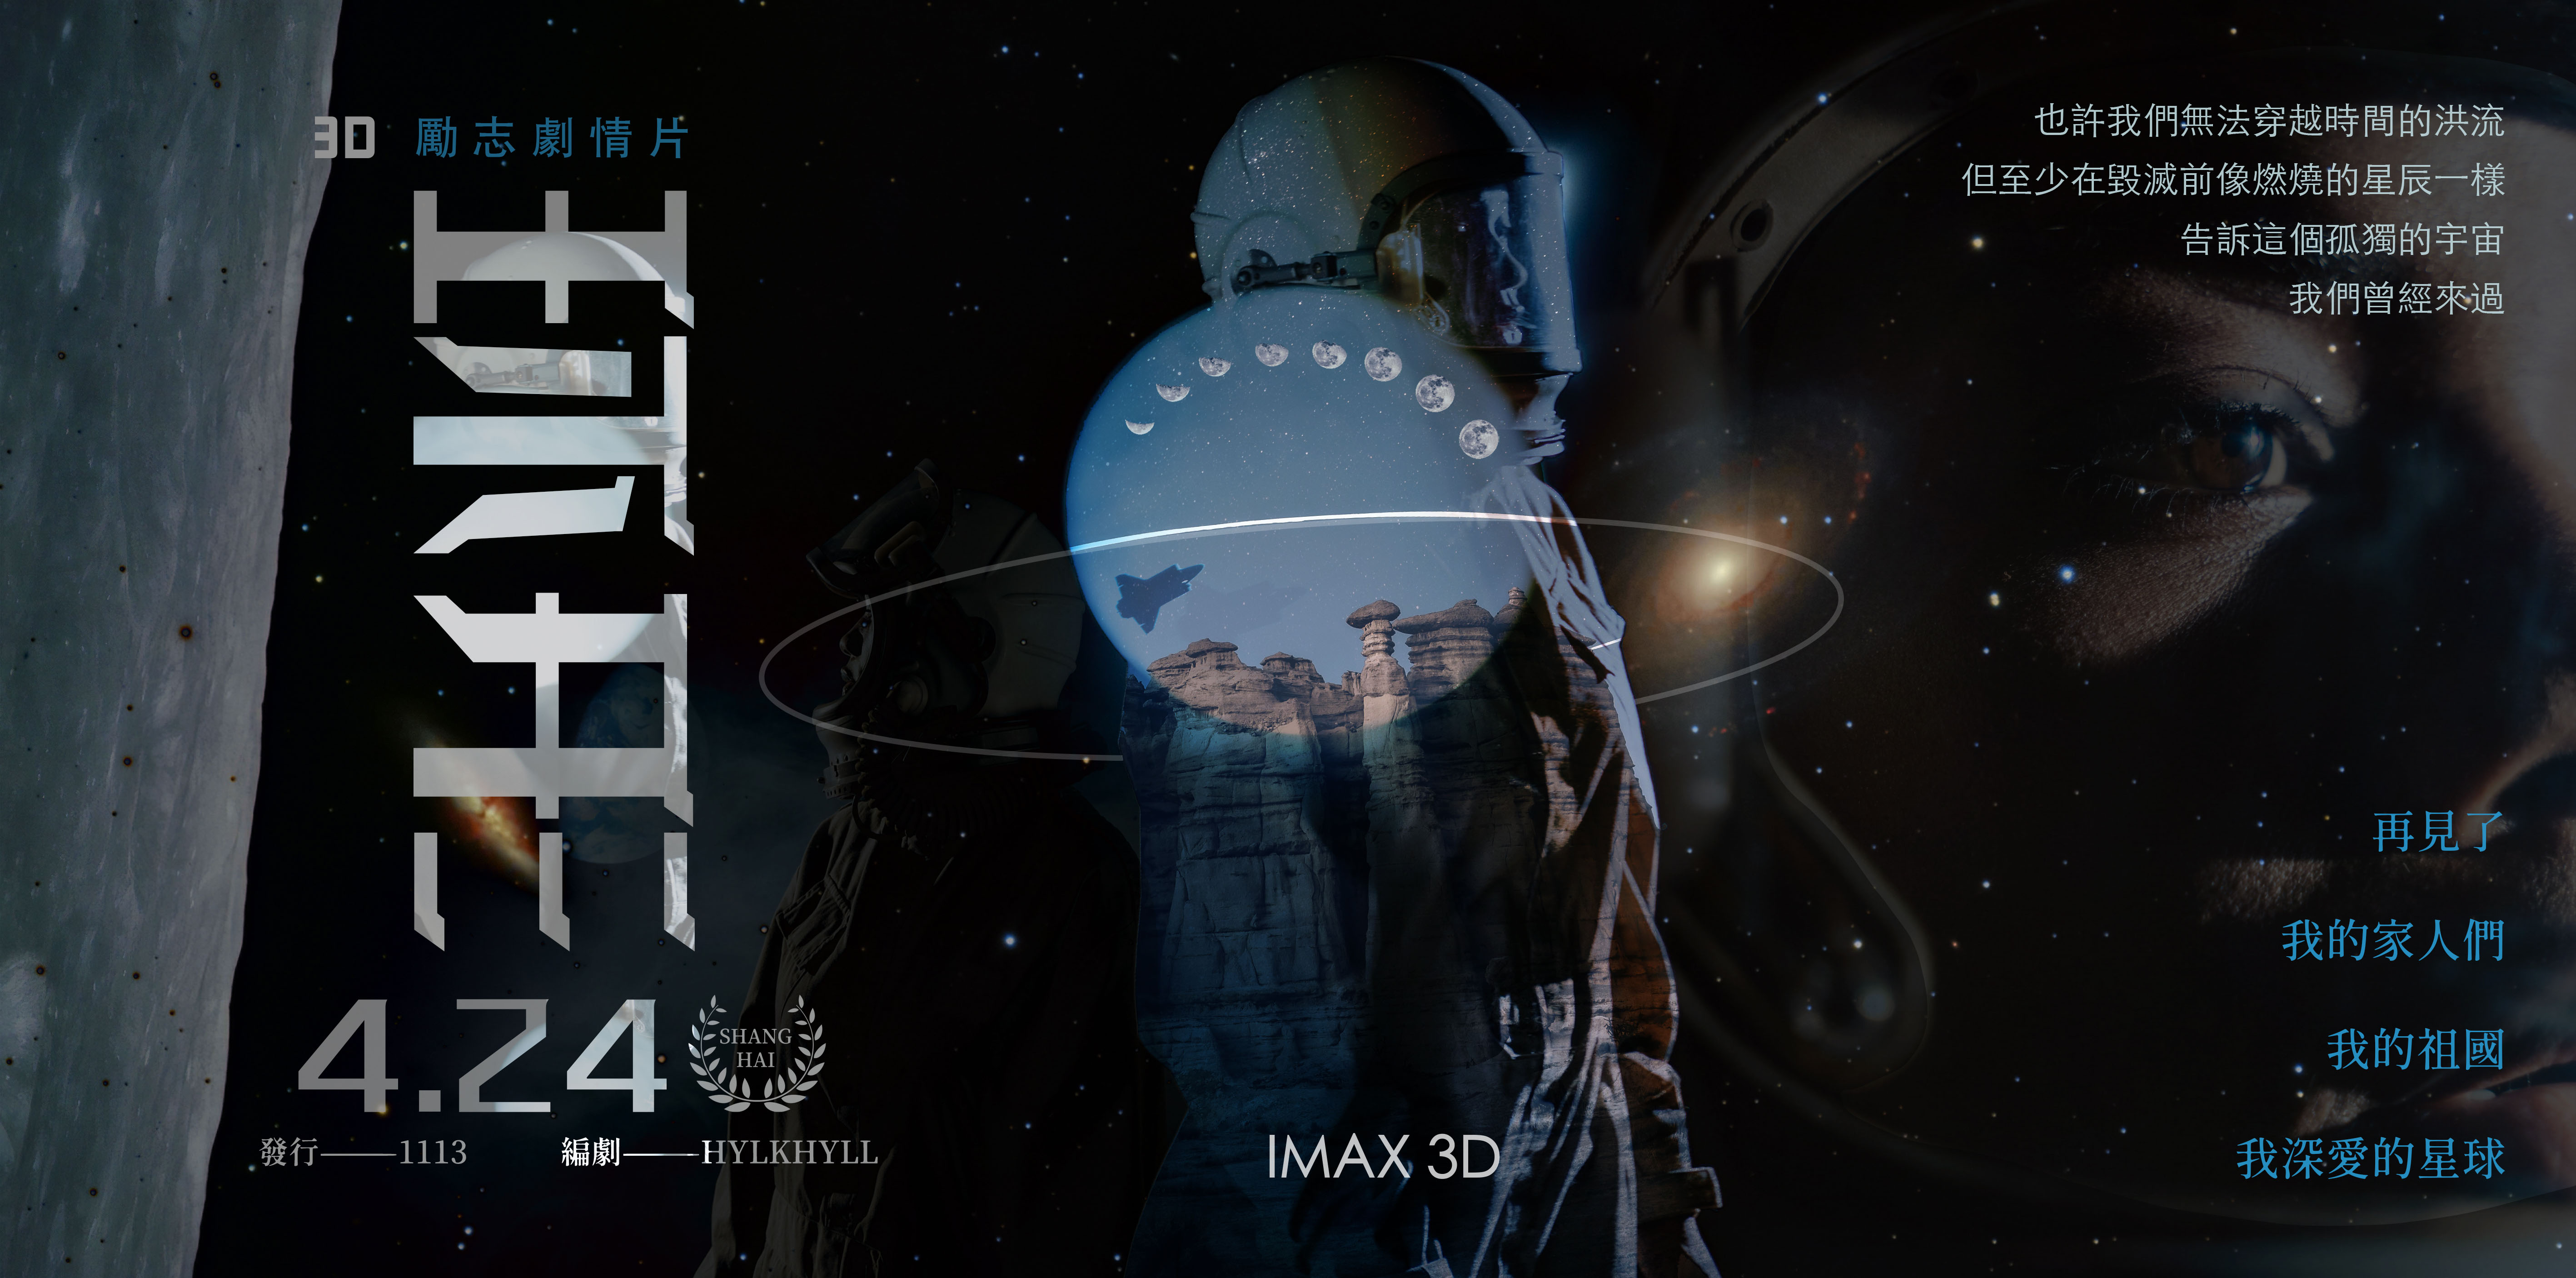 3D 勵志劇情片
4.24
SHANG
HAI
發行——1113
編劇——HYLKHYLL
IMAX 3D
也許我們無法穿越時間的洪流
但至少在毀滅前像燃燒的星辰一樣
告訴這個孤獨的宇宙
我們曾經來過
再見了
我的家人們
我的祖國
我深愛的星球